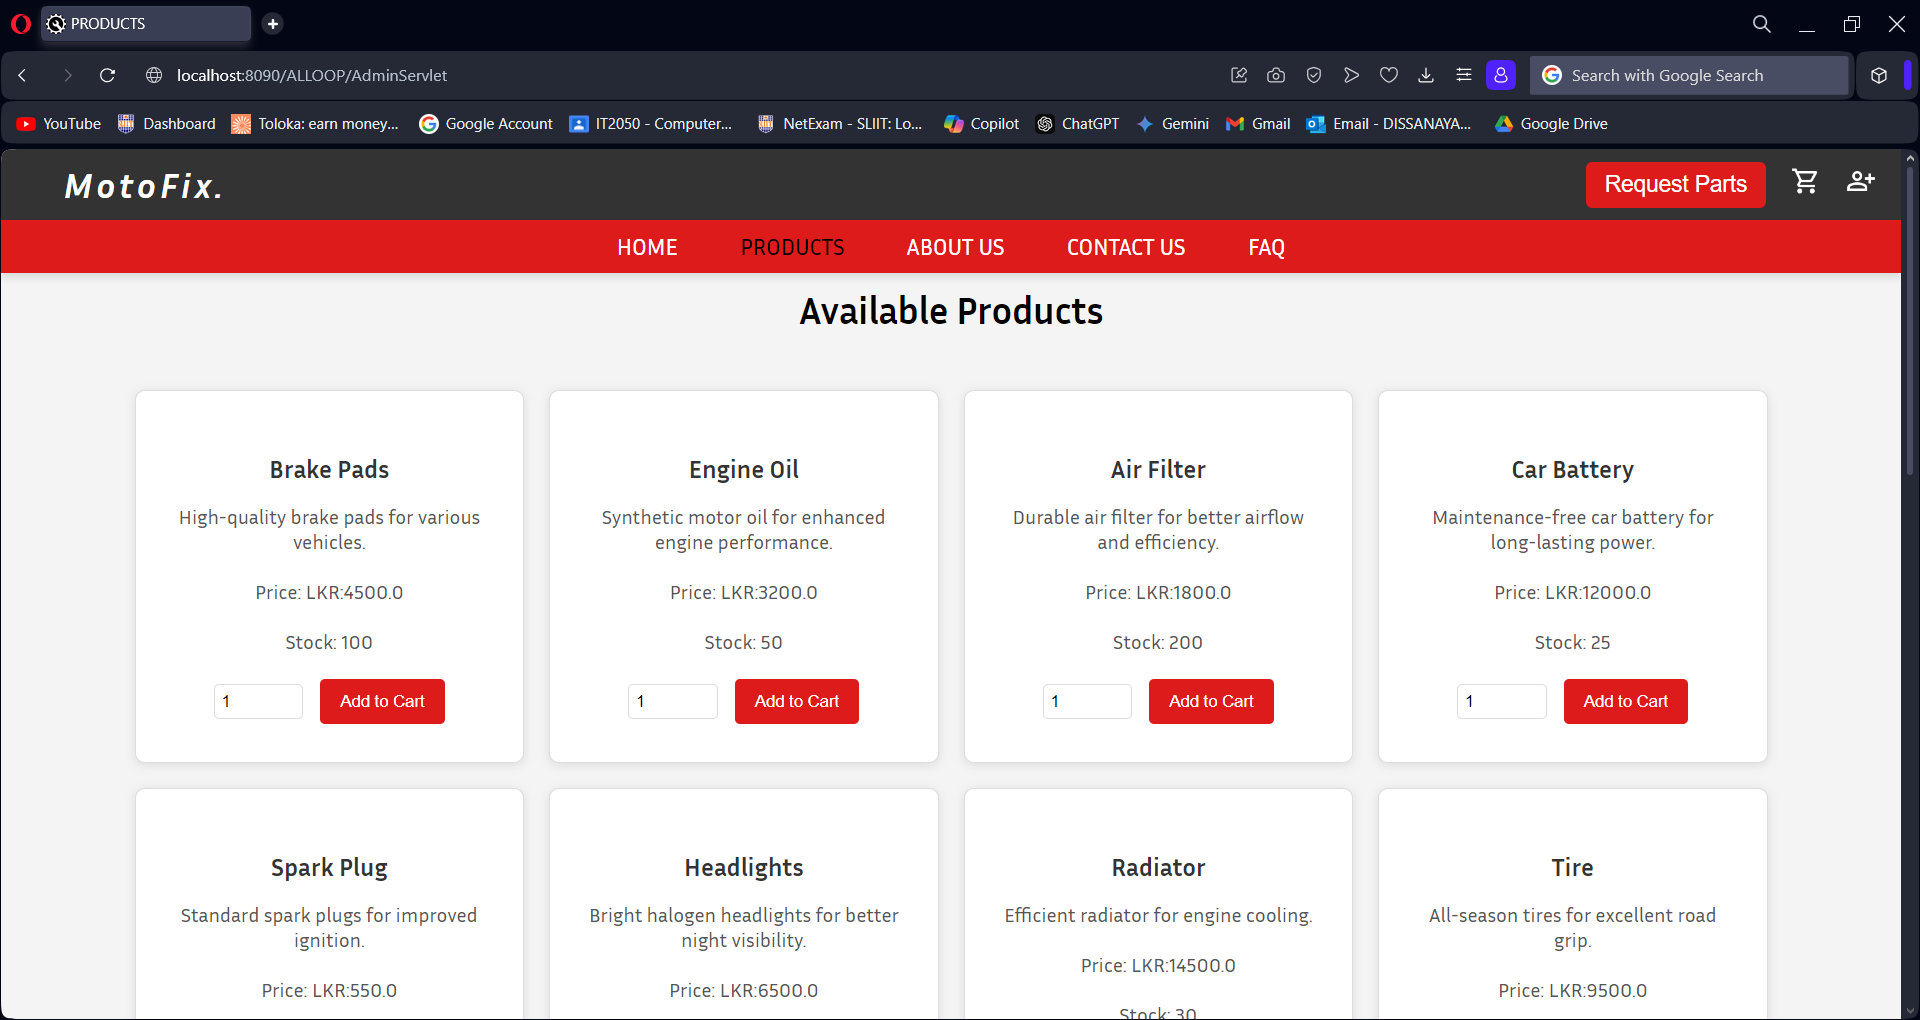 PRODUCTS
localhost:8090/ALLOOP/AdminServlet
Search with Google Search
YouTube
Dashboard
Toloka: earn money...
Google Account
IT2050 - Computer...
NetExam - SLIIT: Lo...
Copilot
ChatGPT
Gemini
Gmail
Email - DISSANAYA...
Google Drive
MotoFix.
Request Parts
HOME
PRODUCTS
ABOUT US
CONTACT US
FAQ
Available Products
Brake Pads
High-quality brake pads for various
vehicles.
Price: LKR:4500.0
Stock: 100
1
Add to Cart
Engine Oil
Synthetic motor oil for enhanced
engine performance.
Price: LKR:3200.0
Stock: 50
1
Add to Cart
Air Filter
Durable air filter for better airflow
and efficiency.
Price: LKR:1800.0
Stock: 200
1
Add to Cart
Car Battery
Maintenance-free car battery for
long-lasting power.
Price: LKR:12000.0
Stock: 25
1
Add to Cart
Spark Plug
Standard spark plugs for improved
ignition.
Price: LKR:550.0
Headlights
Bright halogen headlights for better
night visibility.
Price: LKR:6500.0
Radiator
Efficient radiator for engine cooling.
Price: LKR:14500.0
Stock: 30
Tire
All-season tires for excellent road
grip.
Price: LKR:9500.0